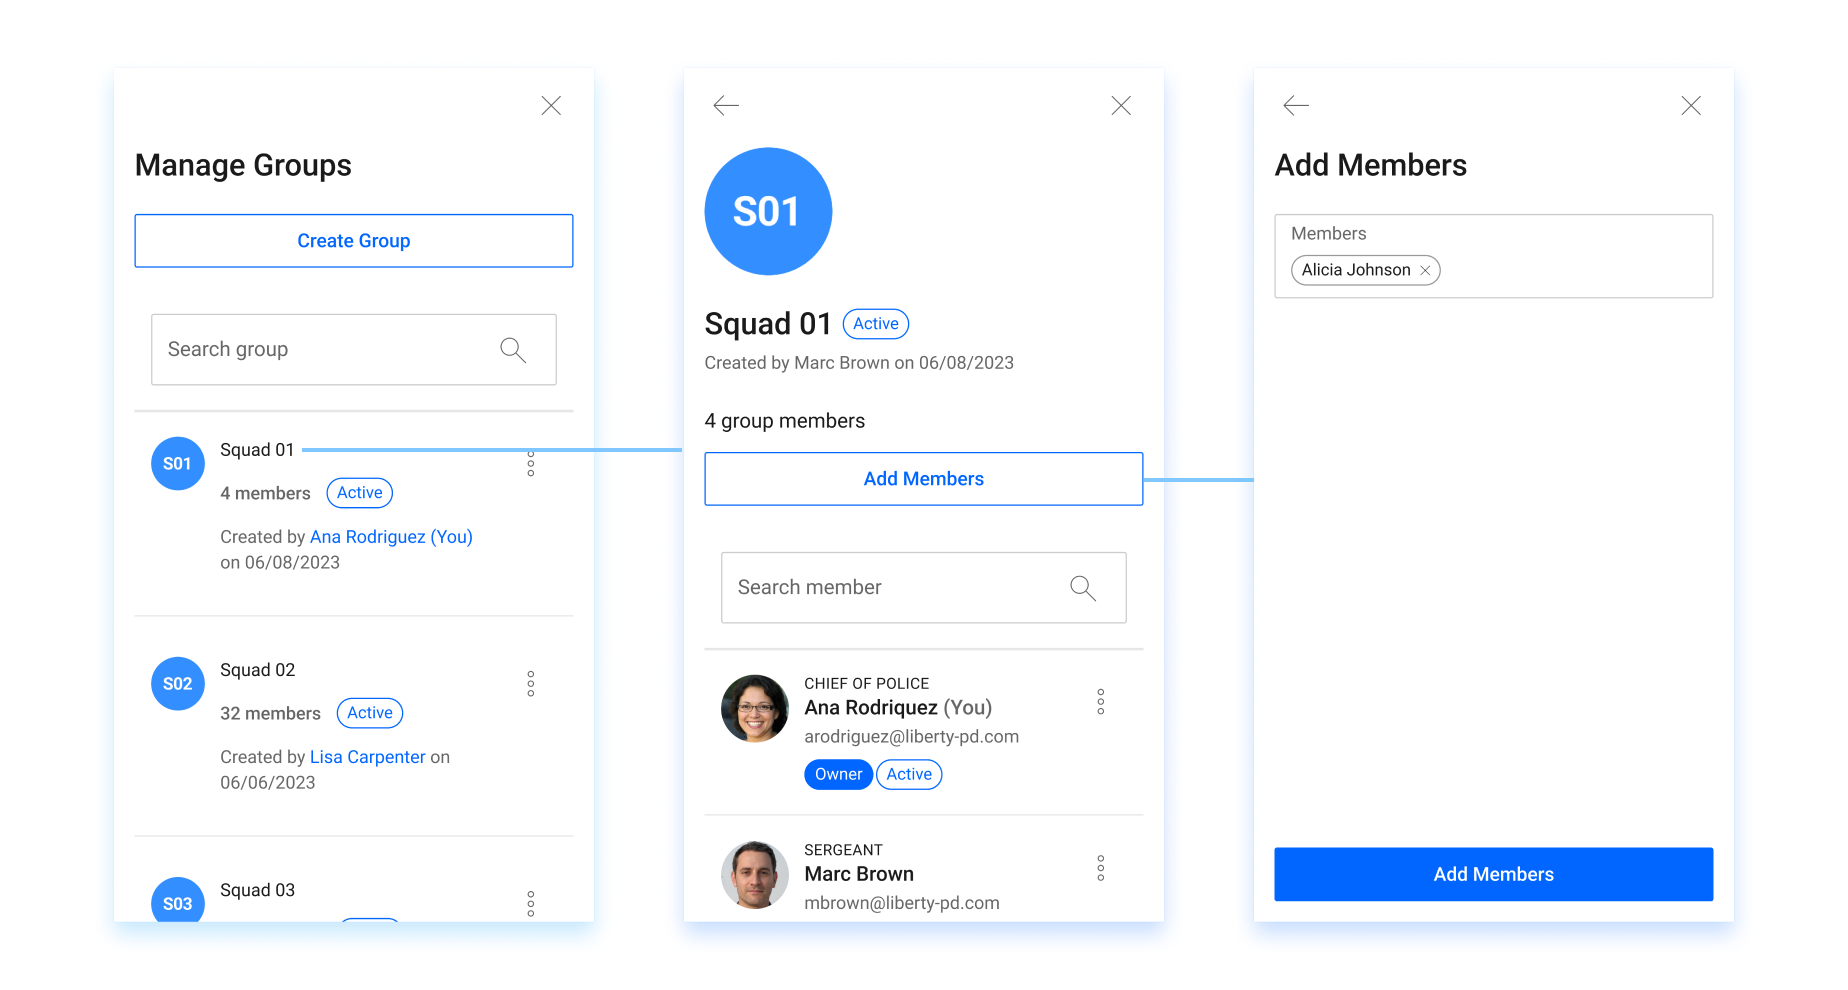 Manage Groups
Create Group
Search group
S01
Squad 01
4 members Active
Created by Ana Rodriguez (You)
on 06/08/2023
S02
Squad 02
32 members Active
Created by Lisa Carpenter on
06/06/2023
S03
Squad 03
S01
Squad 01 Active
Created by Marc Brown on 06/08/2023
4 group members
Add Members
Search member
CHIEF OF POLICE
Ana Rodriquez (You)
arodriguez@liberty-pd.com
Owner Active
SERGEANT
Marc Brown
mbrown@liberty-pd.com
Add Members
Members
Alicia Johnson
Add Members